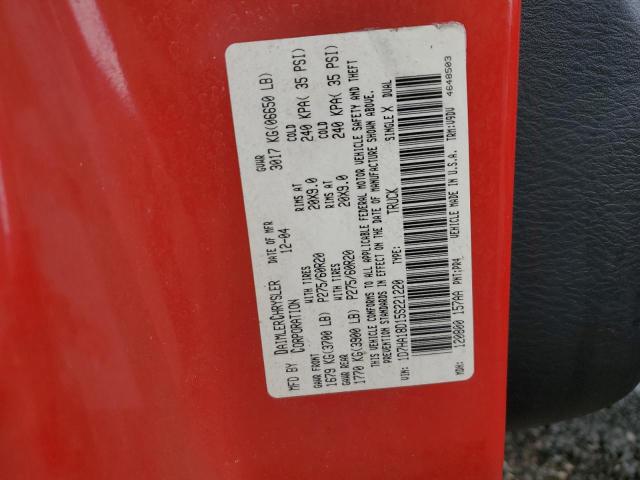 MFD BY DAIMLERCHRYSLER CORPORATION DATE OF MFR 12-04 GVWR 3017 KG(06650 LB)
GAWR FRONT WITH TIRES RIMS AT COLD
1679 KG(3700 LB) P275/60R20 20X9.0 240 KPA( 35 PSI)
GAWR REAR WITH TIRES RIMS AT COLD
1770 KG(3900 LB) P275/60R20 20X9.0 240 KPA( 35 PSI)
THIS VEHICLE CONFORMS TO ALL APPLICABLE FEDERAL MOTOR VEHICLE SAFETY AND THEFT
PREVENTION STANDARDS IN EFFECT ON THE DATE OF MANUFACTURE SHOWN ABOVE.
VIN: 1D7HA18D15S221220 TYPE: TRUCK SINGLE X DUAL
MDH: 120800 157AA PNT:PR4 VEHICLE MADE IN U.S.A. TRM:V9DV 4648503